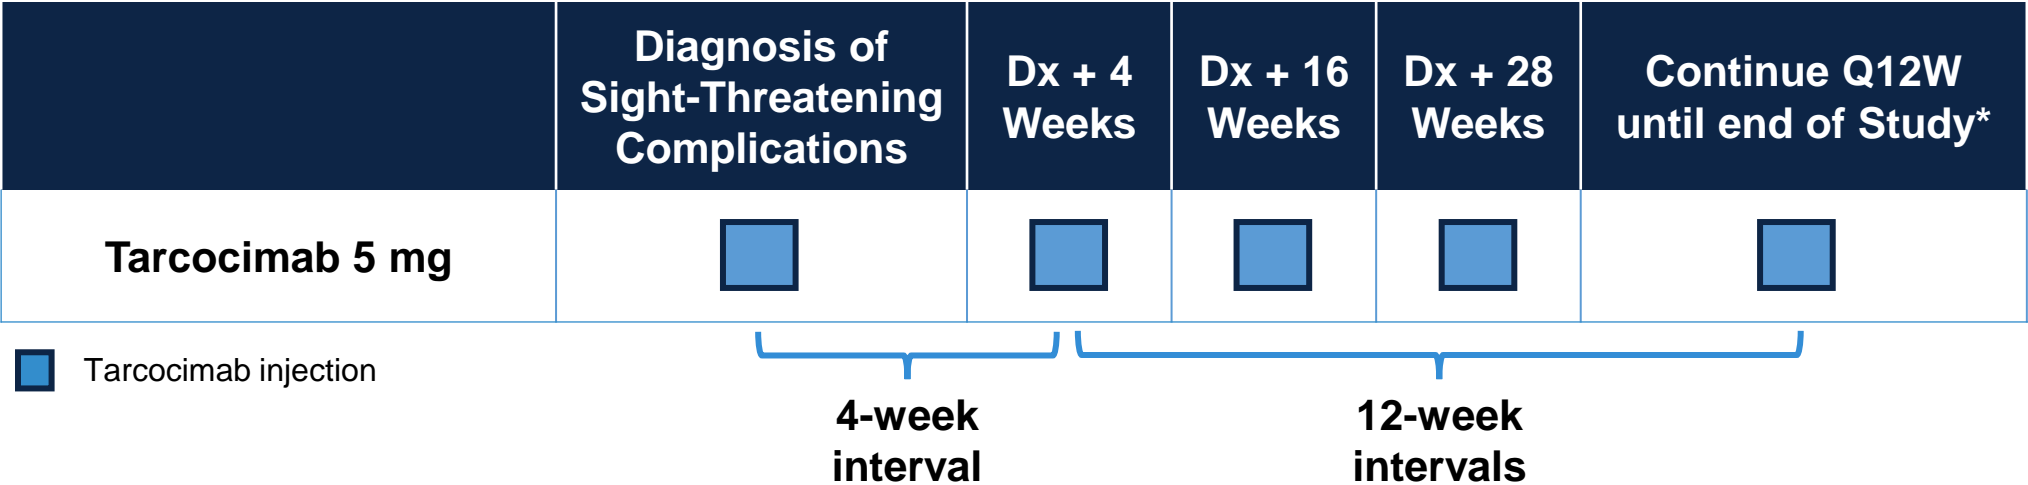 Diagnosis of
Sight-Threatening
Complications
Dx + 4
Weeks
Dx + 16
Weeks
Dx + 28
Weeks
Continue Q12W
until end of Study*
Tarcocimab 5 mg
Tarcocimab injection
4-week
interval
12-week
intervals